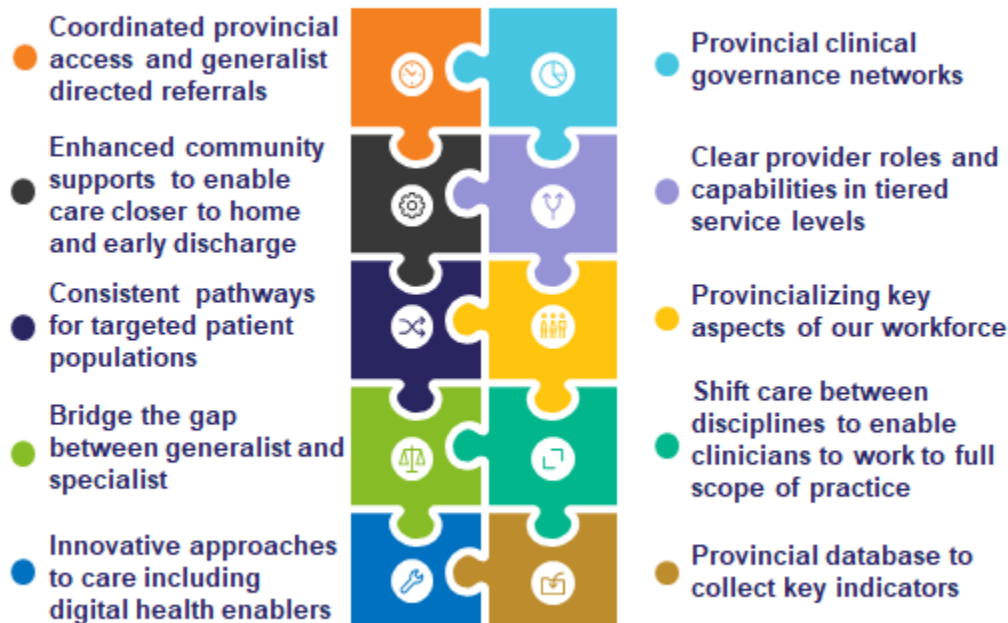 Coordinated provincial
access and generalist
directed referrals
Enhanced community
supports to enable
care closer to home
and early discharge
Consistent pathways
for targeted patient
populations
Bridge the gap
between generalist and
specialist
Innovative approaches
to care including
digital health enablers
Provincial clinical
governance networks
Clear provider roles and
capabilities in tiered
service levels
Provincializing key
aspects of our workforce
Shift care between
disciplines to enable
clinicians to work to full
scope of practice
Provincial database to
collect key indicators